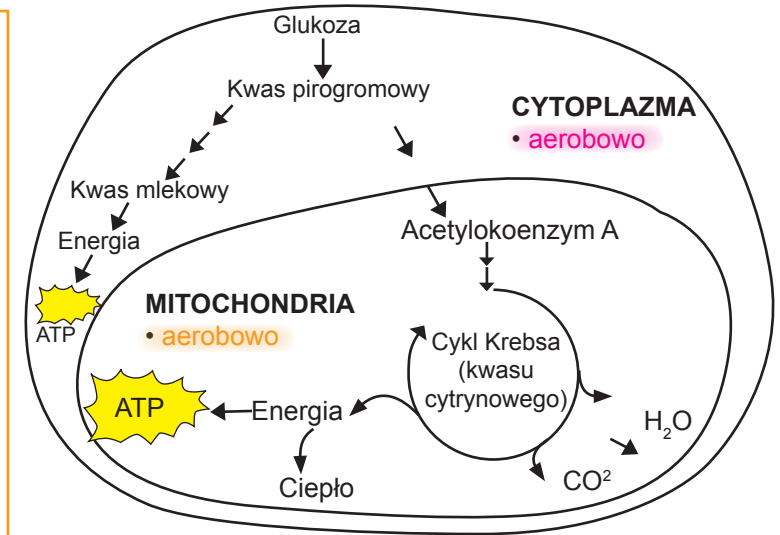 Glukoza
Kwas pirogromowy
CYTOPLAZMA
• aerobowo
Kwas mlekowy
Energia
ATP
Acetylokoenzym A
MITOCHONDRIA
• aerobowo
Cykl Krebsa
(kwasu
cytrynowego)
ATP
Energia
Ciepło
H₂O
CO²